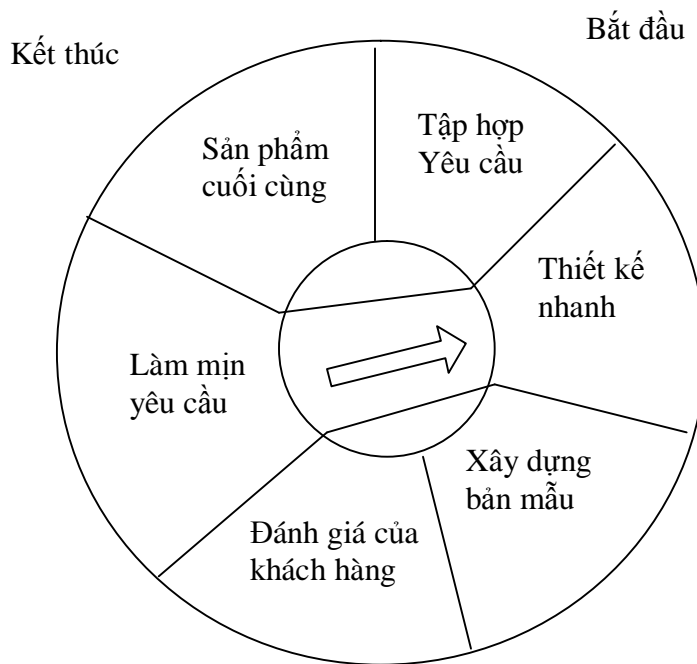 Kết thúc
Bắt đầu
Tập hợp
Yêu cầu
Thiết kế
nhanh
Xây dựng
bản mẫu
Đánh giá của
khách hàng
Làm mịn
yêu cầu
Sản phẩm
cuối cùng